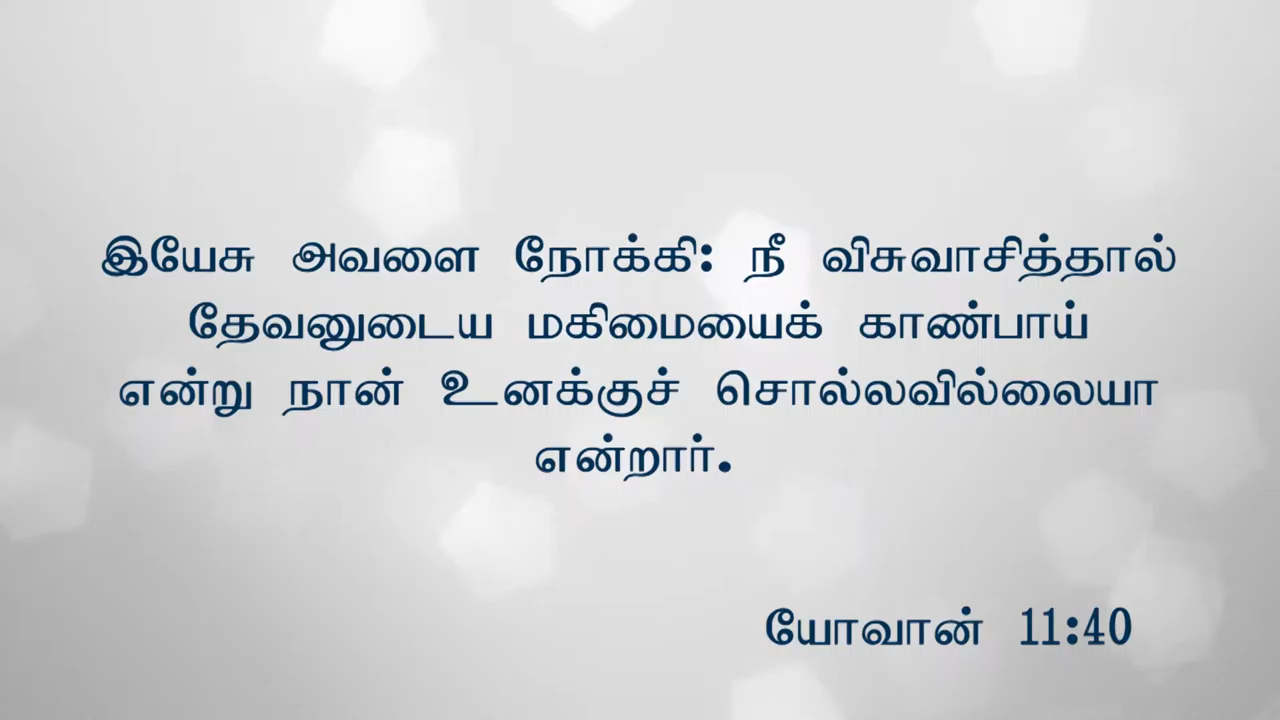 இயேசு அவளை நோக்கி: நீ விசுவாசித்தால்
தேவனுடைய மகிமையைக் காண்பாய்
என்று நான் உனக்குச் சொல்லவில்லையா
என்றார்.
யோவான் 11:40